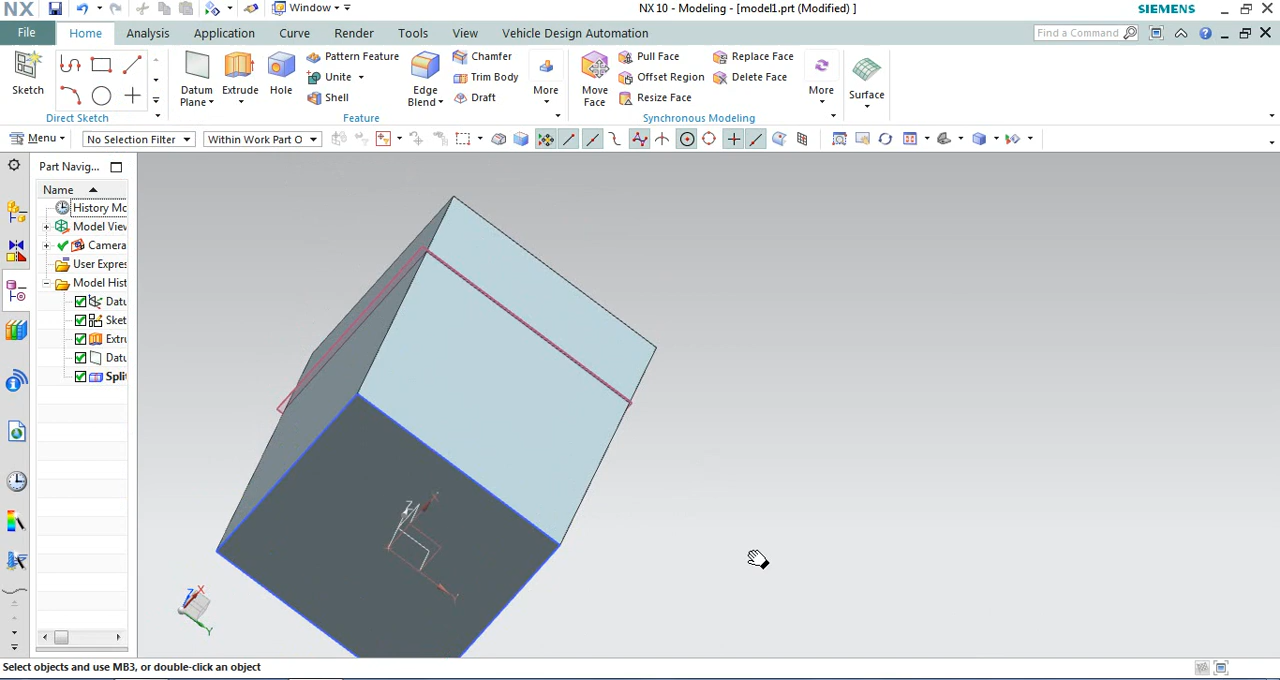 NX Window NX 10 - Modeling - [model1.prt (Modified) ] SIEMENS
File Home Analysis Application Curve Render Tools View Vehicle Design Automation Find a Command
Sketch
Direct Sketch
Datum Plane
Extrude
Hole
Pattern Feature
Unite
Shell
Edge Blend
Chamfer
Trim Body
Draft
More
Feature
Move Face
Pull Face
Offset Region
Resize Face
Replace Face
Delete Face
More
Synchronous Modeling
Surface
Menu No Selection Filter Within Work Part O
Part Navig...
Name
History Mo
Model View
Camera
User Expres
Model Hist
Datu
Sket
Extru
Datu
Split
Z X
Y
Select objects and use MB3, or double-click an object